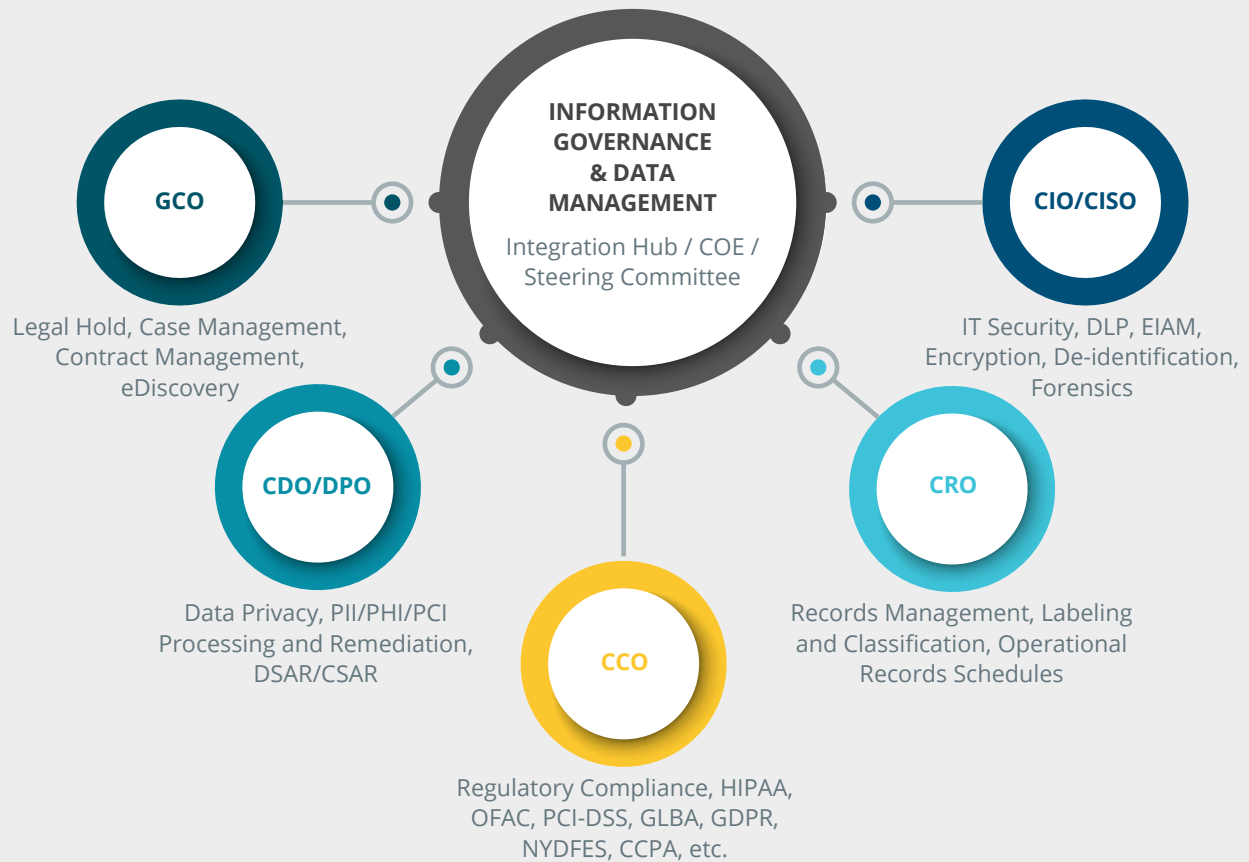 INFORMATION
GOVERNANCE
& DATA
MANAGEMENT
Integration Hub / COE /
Steering Committee
GCO
Legal Hold, Case Management,
Contract Management,
eDiscovery
CIO/CISO
IT Security, DLP, EIAM,
Encryption, De-identification,
Forensics
CDO/DPO
Data Privacy, PII/PHI/PCI
Processing and Remediation,
DSAR/CSAR
CRO
Records Management, Labeling
and Classification, Operational
Records Schedules
CCO
Regulatory Compliance, HIPAA,
OFAC, PCI-DSS, GLBA, GDPR,
NYDFES, CCPA, etc.